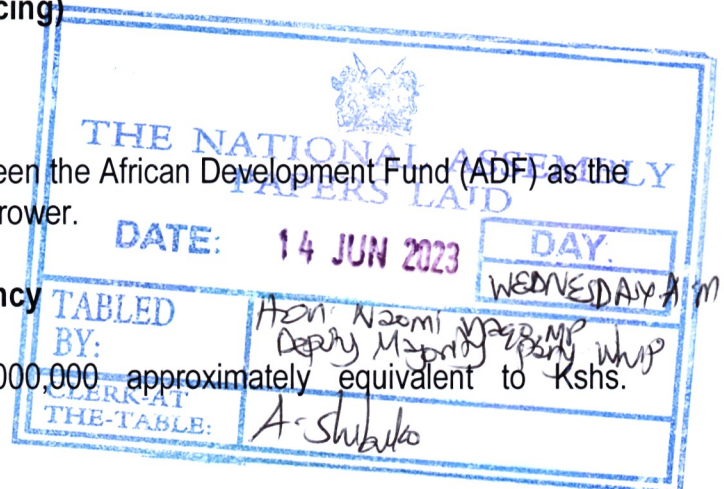 cing)
THE NATIONAL ASSEMBLY
een the African Development Fund (ADF) as the
PAPERS LAID
rower.
DATE: 14 JUN 2023 DAY.
WEDNESDAY A M
ncy
TABLED BY: Hon. Naomi Waqo, MP
Deputy Majority Party Whip
000,000 approximately equivalent to Kshs.
CLERK-AT
THE-TABLE: A. Shibuko